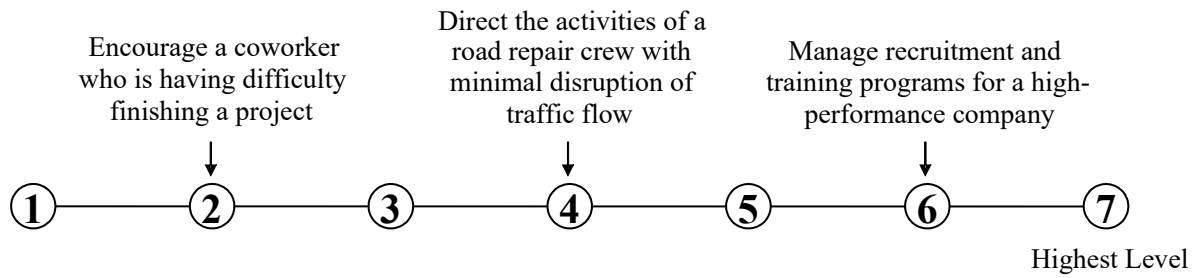 Encourage a coworker
who is having difficulty
finishing a project
Direct the activities of a
road repair crew with
minimal disruption of
traffic flow
Manage recruitment and
training programs for a high-
performance company
1 2 3 4 5 6 7
Highest Level